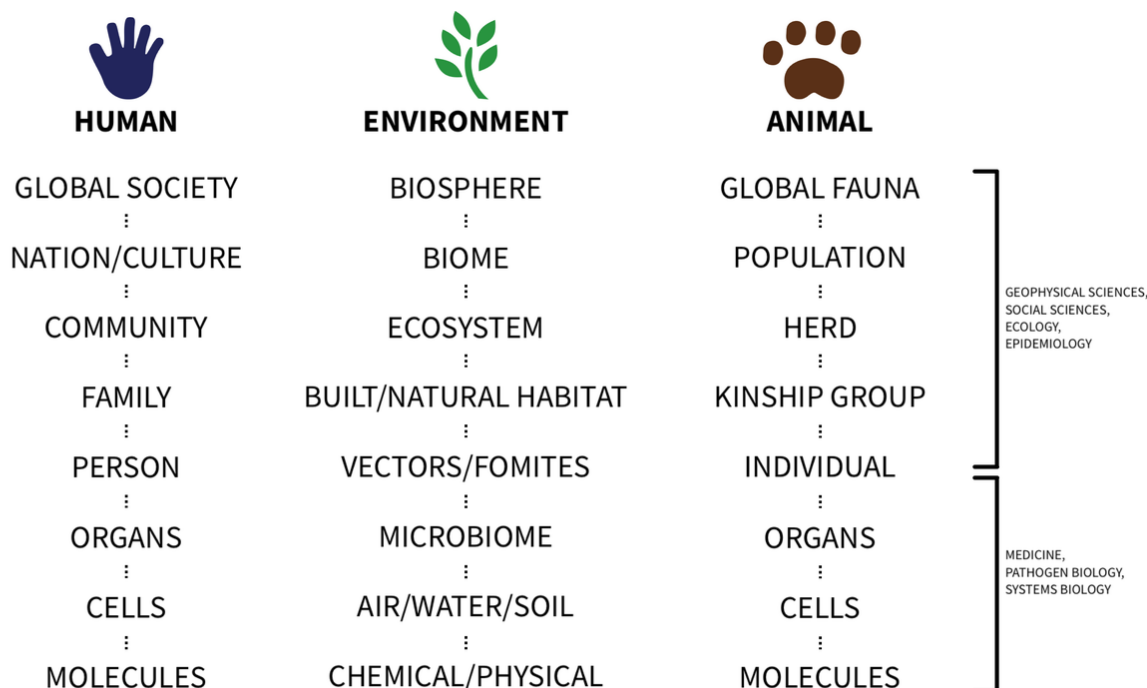 HUMAN ENVIRONMENT ANIMAL
GLOBAL SOCIETY BIOSPHERE GLOBAL FAUNA
NATION/CULTURE BIOME POPULATION
GEOPHYSICAL SCIENCES,
SOCIAL SCIENCES,
ECOLOGY,
EPIDEMIOLOGY
COMMUNITY ECOSYSTEM HERD
FAMILY BUILT/NATURAL HABITAT KINSHIP GROUP
PERSON VECTORS/FOMITES INDIVIDUAL
ORGANS MICROBIOME ORGANS
MEDICINE,
PATHOGEN BIOLOGY,
SYSTEMS BIOLOGY
CELLS AIR/WATER/SOIL CELLS
MOLECULES CHEMICAL/PHYSICAL MOLECULES